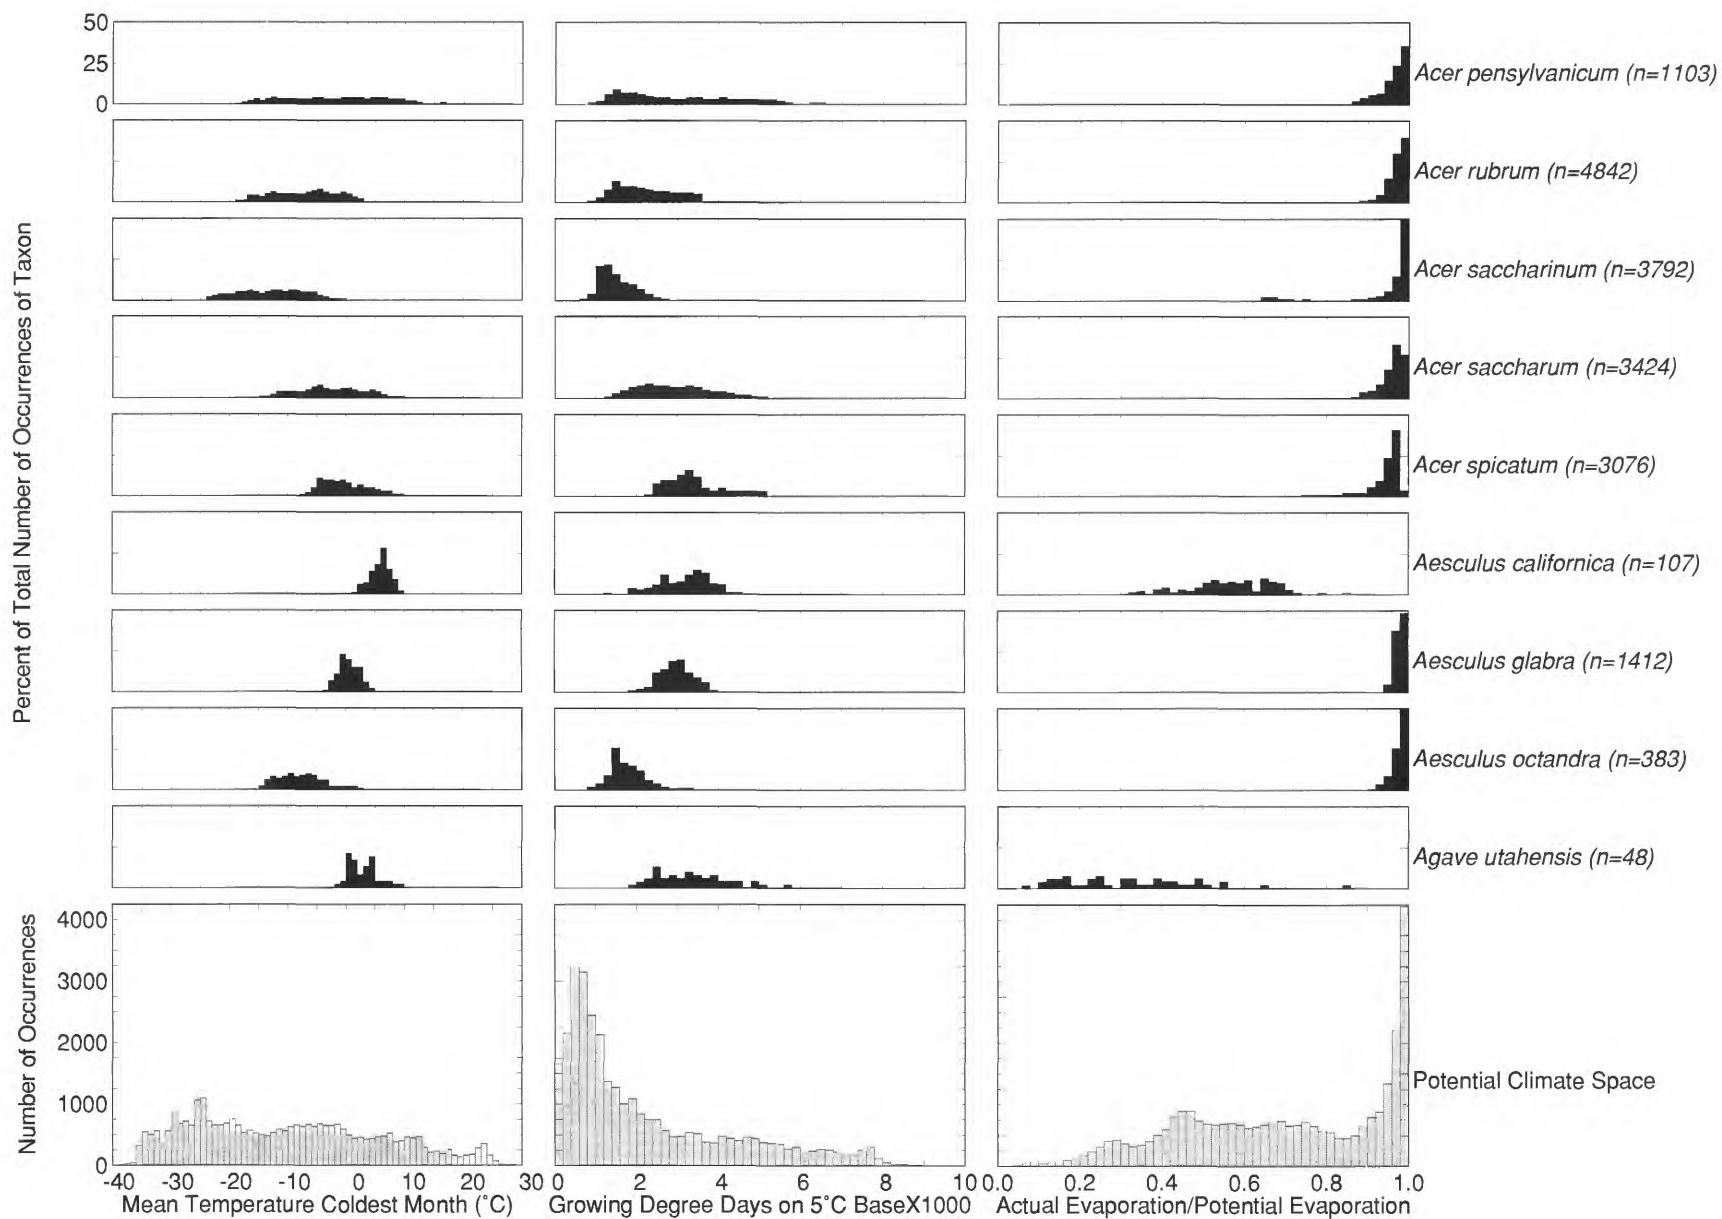 50
25
0
Acer pensylvanicum (n=1103)
Acer rubrum (n=4842)
Acer saccharinum (n=3792)
Acer saccharum (n=3424)
Acer spicatum (n=3076)
Aesculus californica (n=107)
Aesculus glabra (n=1412)
Aesculus octandra (n=383)
Agave utahensis (n=48)
Percent of Total Number of Occurrences of Taxon
Number of Occurrences
4000
3000
2000
1000
0
Potential Climate Space
-40 -30 -20 -10 0 10 20 30
Mean Temperature Coldest Month (°C)
0 2 4 6 8 10
Growing Degree Days on 5°C BaseX1000
0.0 0.2 0.4 0.6 0.8 1.0
Actual Evaporation/Potential Evaporation